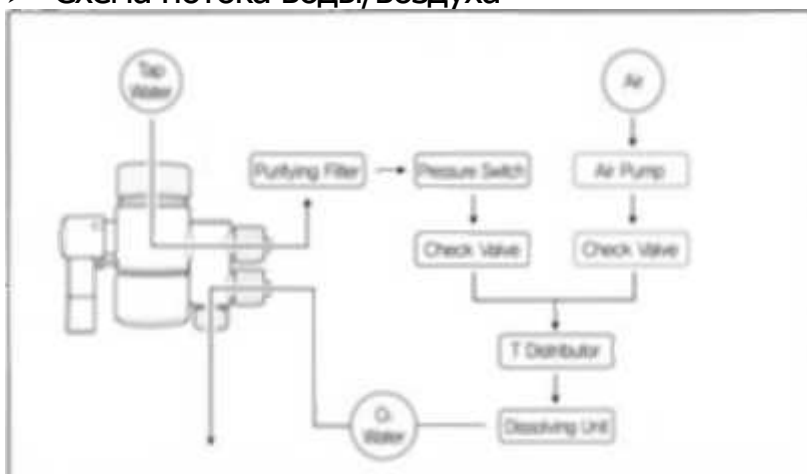 Схема потока воды/воздуха
Tap
Water
Air
Purifying Filter
Pressure Switch
Air Pump
Check Valve
Check Valve
T Distributor
O₂
Water
Dissolving Unit